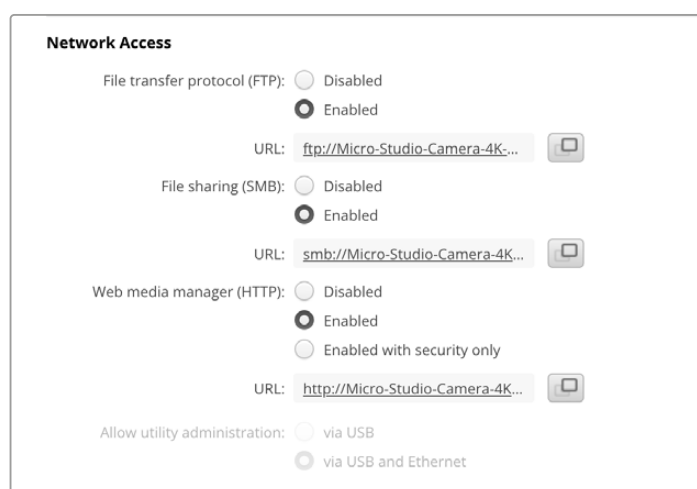 Network Access
File transfer protocol (FTP): Disabled
Enabled
URL: ftp://Micro-Studio-Camera-4K-...
File sharing (SMB): Disabled
Enabled
URL: smb://Micro-Studio-Camera-4K...
Web media manager (HTTP): Disabled
Enabled
Enabled with security only
URL: http://Micro-Studio-Camera-4K...
Allow utility administration: via USB
via USB and Ethernet